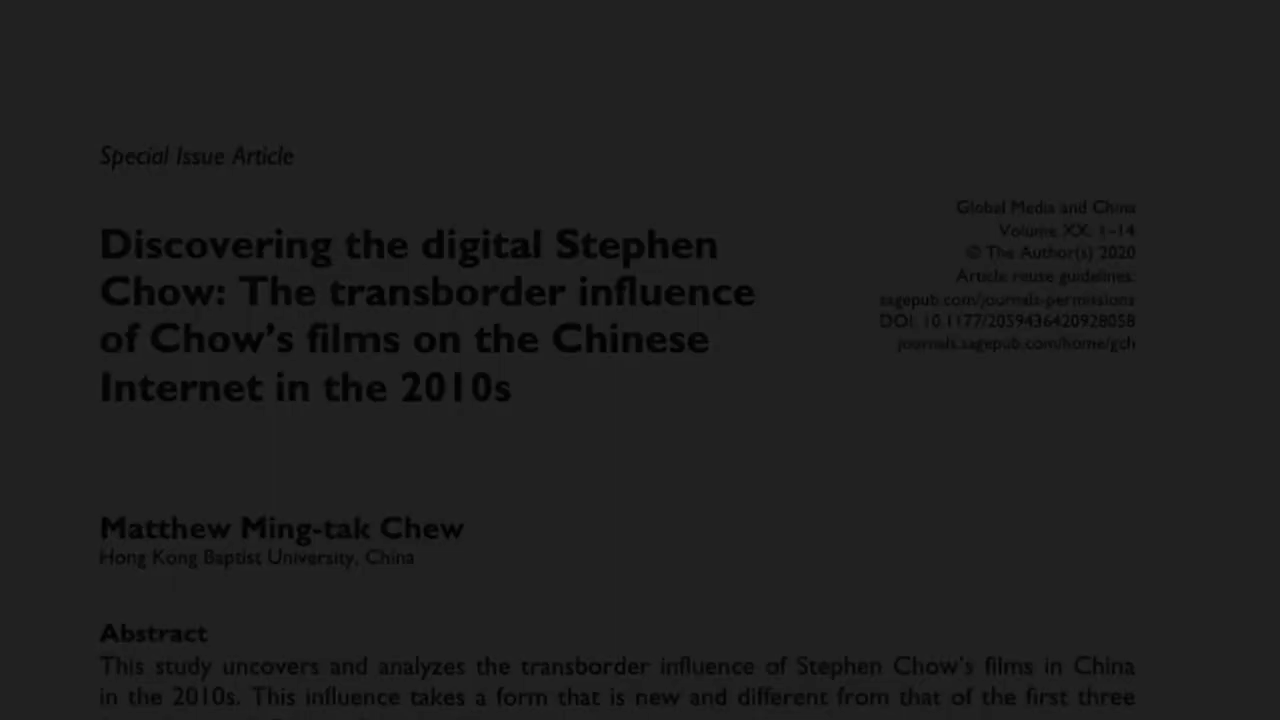 Special Issue Article
Global Media and China
Volume XX: 1–14
© The Author(s) 2020
Article reuse guidelines:
sagepub.com/journals-permissions
DOI: 10.1177/2059436420928058
journals.sagepub.com/home/gch
Discovering the digital Stephen
Chow: The transborder influence
of Chow's films on the Chinese
Internet in the 2010s
Matthew Ming-tak Chew
Hong Kong Baptist University, China
Abstract
This study uncovers and analyzes the transborder influence of Stephen Chow's films in China
in the 2010s. This influence takes a form that is new and different from that of the first three